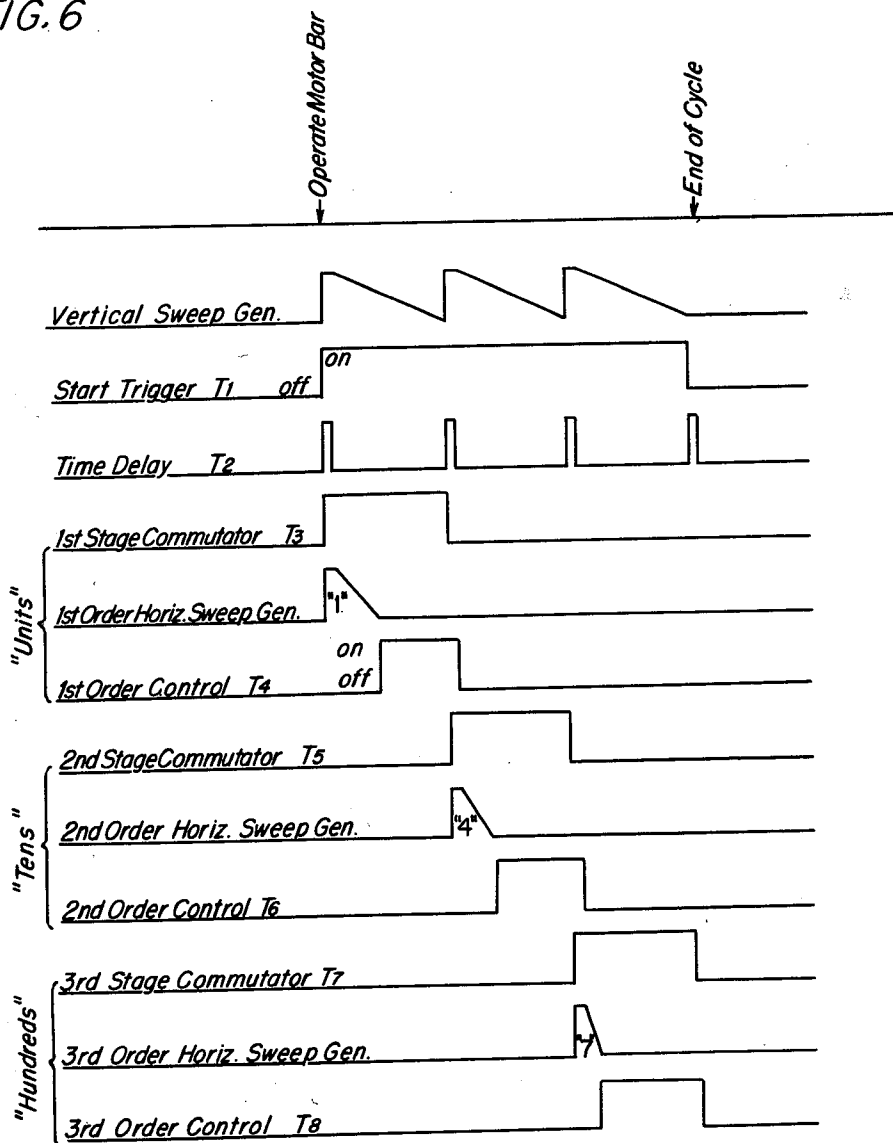 FIG. 6
Operate Motor Bar
End of Cycle
Vertical Sweep Gen.
on
Start Trigger T1 off
Time Delay T2
"Units"
1st Stage Commutator T3
"1"
1st Order Horiz. Sweep Gen.
on
1st Order Control T4 off
"Tens"
2nd Stage Commutator T5
"4"
2nd Order Horiz. Sweep Gen.
2nd Order Control T6
"Hundreds"
3rd Stage Commutator T7
"7"
3rd Order Horiz. Sweep Gen.
3rd Order Control T8